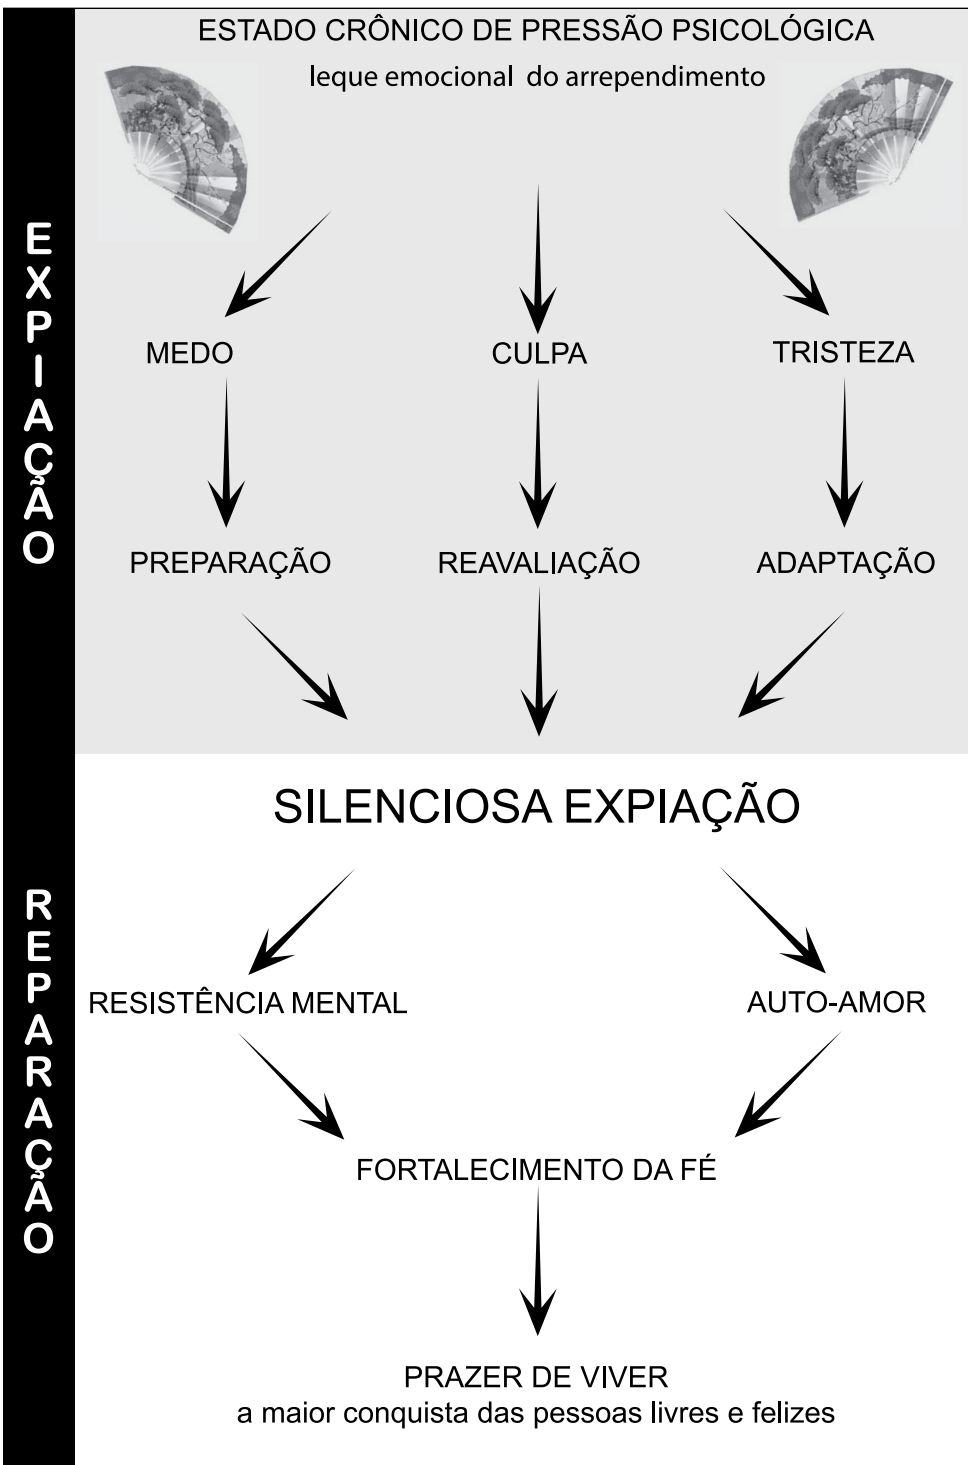 ESTADO CRÔNICO DE PRESSÃO PSICOLÓGICA
leque emocional do arrependimento
EXPIAÇÃO
MEDO CULPA TRISTEZA
PREPARAÇÃO REAVALIAÇÃO ADAPTAÇÃO
SILENCIOSA EXPIAÇÃO
REPARAÇÃO
RESISTÊNCIA MENTAL AUTO-AMOR
FORTALECIMENTO DA FÉ
PRAZER DE VIVER
a maior conquista das pessoas livres e felizes